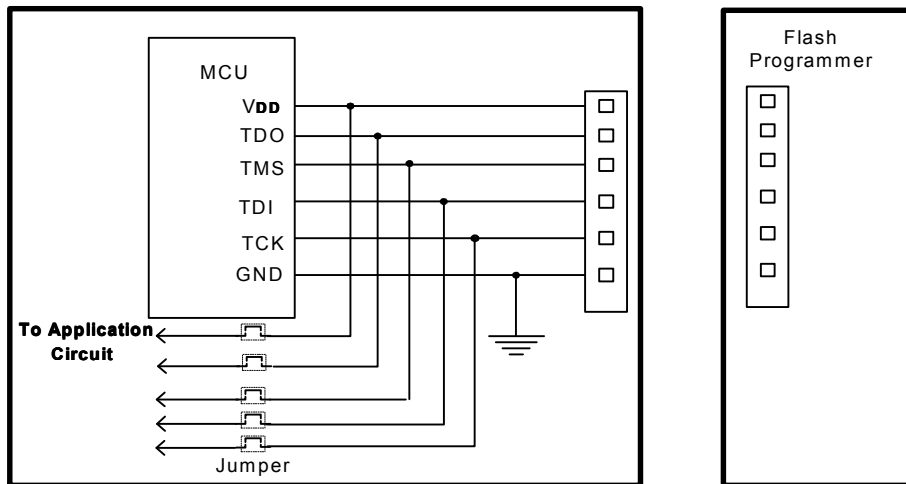 MCU
VDD
TDO
TMS
TDI
TCK
GND
To Application
Circuit
Jumper
Flash
Programmer